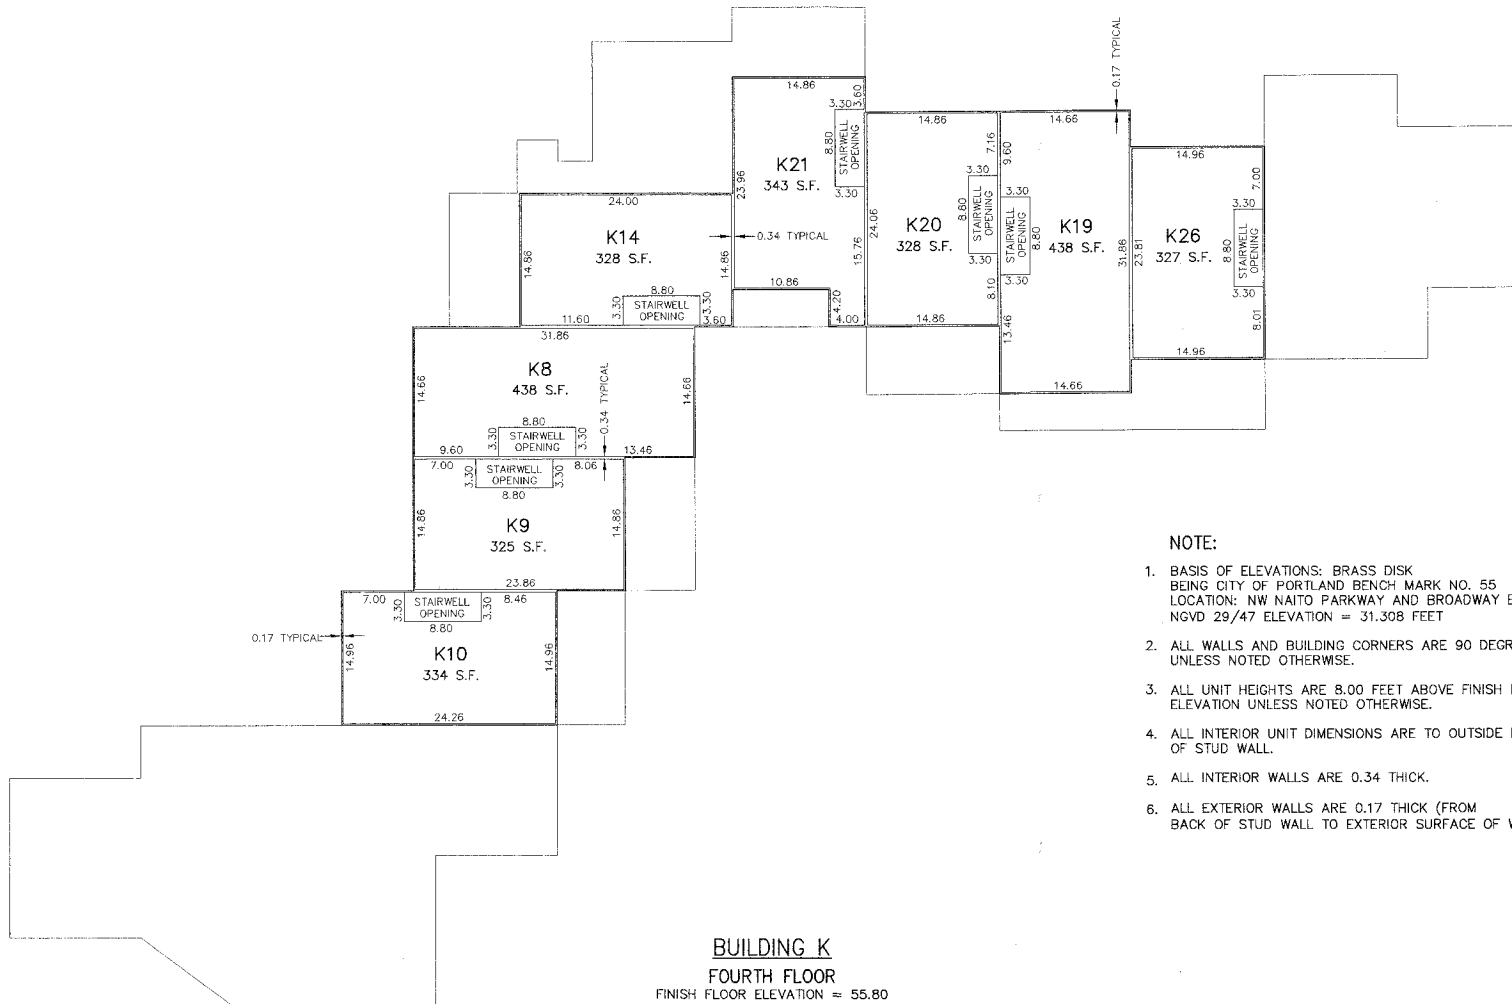 0.17 TYPICAL
14.86
3.30
3.60
8.80
STAIRWELL
OPENING
3.30
K21
343 S.F.
23.96
15.76
0.34 TYPICAL
10.86
4.20
4.00
14.86
7.16
3.30
8.80
STAIRWELL
OPENING
3.30
K20
328 S.F.
24.06
8.10
14.86
14.66
9.60
3.30
STAIRWELL
OPENING
8.80
3.30
K19
438 S.F.
31.86
13.46
14.66
14.96
7.00
3.30
8.80
STAIRWELL
OPENING
3.30
K26
327 S.F.
23.81
8.01
14.96
24.00
K14
328 S.F.
14.86
14.86
8.80
3.30
STAIRWELL
OPENING
3.30
11.60
3.60
31.86
K8
438 S.F.
14.66
14.66
0.34 TYPICAL
8.80
3.30
STAIRWELL
OPENING
3.30
9.60
13.46
7.00
3.30
STAIRWELL
OPENING
3.30
8.06
8.80
K9
325 S.F.
14.86
14.86
23.86
7.00
3.30
STAIRWELL
OPENING
3.30
8.46
8.80
0.17 TYPICAL
K10
334 S.F.
14.96
14.96
24.26
NOTE:
1. BASIS OF ELEVATIONS: BRASS DISK
BEING CITY OF PORTLAND BENCH MARK NO. 55
LOCATION: NW NAITO PARKWAY AND BROADWAY
NGVD 29/47 ELEVATION = 31.308 FEET
2. ALL WALLS AND BUILDING CORNERS ARE 90 DEGR
UNLESS NOTED OTHERWISE.
3. ALL UNIT HEIGHTS ARE 8.00 FEET ABOVE FINISH
ELEVATION UNLESS NOTED OTHERWISE.
4. ALL INTERIOR UNIT DIMENSIONS ARE TO OUTSIDE
OF STUD WALL.
5. ALL INTERIOR WALLS ARE 0.34 THICK.
6. ALL EXTERIOR WALLS ARE 0.17 THICK (FROM
BACK OF STUD WALL TO EXTERIOR SURFACE OF
BUILDING K
FOURTH FLOOR
FINISH FLOOR ELEVATION = 55.80